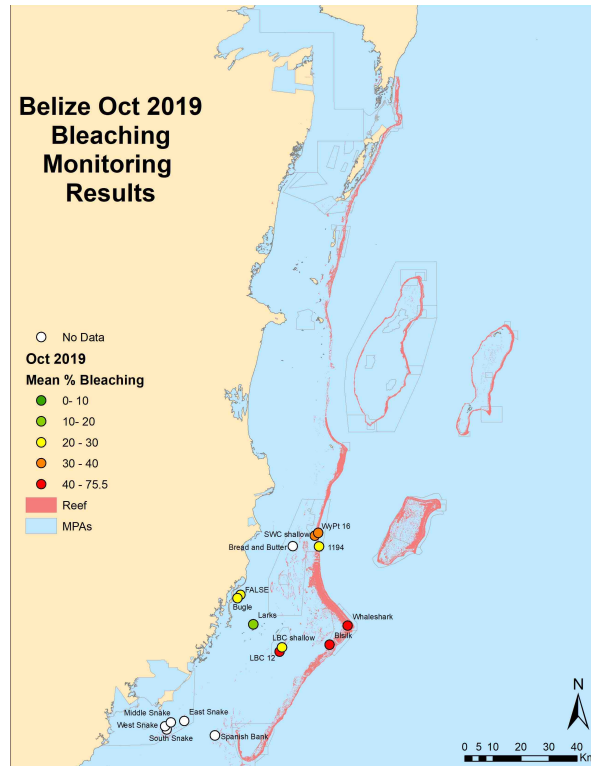 Belize Oct 2019
Bleaching
Monitoring
Results
No Data
Oct 2019
Mean % Bleaching
0- 10
10- 20
20 - 30
30 - 40
40 - 75.5
Reef
MPAs
WyPt 16
SWC shallow
Bread and Butter
1194
FALSE
Bugle
Larks
Whaleshark
LBC shallow
Blsilk
LBC 12
Middle Snake
East Snake
West Snake
South Snake
Spanish Bank
N
0 5 10 20 30 40
Km